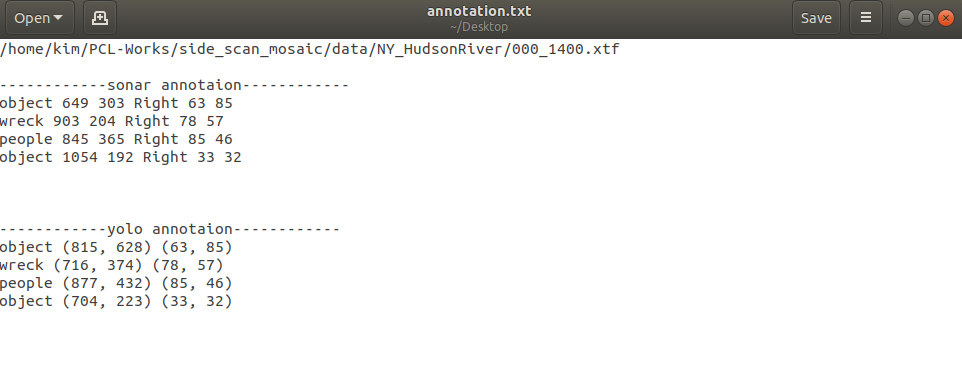 Open
annotation.txt
~/Desktop
Save
/home/kim/PCL-Works/side_scan_mosaic/data/NY_HudsonRiver/000_1400.xtf
------------sonar annotaion------------
object 649 303 Right 63 85
wreck 903 204 Right 78 57
people 845 365 Right 85 46
object 1054 192 Right 33 32
------------yolo annotaion------------
object (815, 628) (63, 85)
wreck (716, 374) (78, 57)
people (877, 432) (85, 46)
object (704, 223) (33, 32)